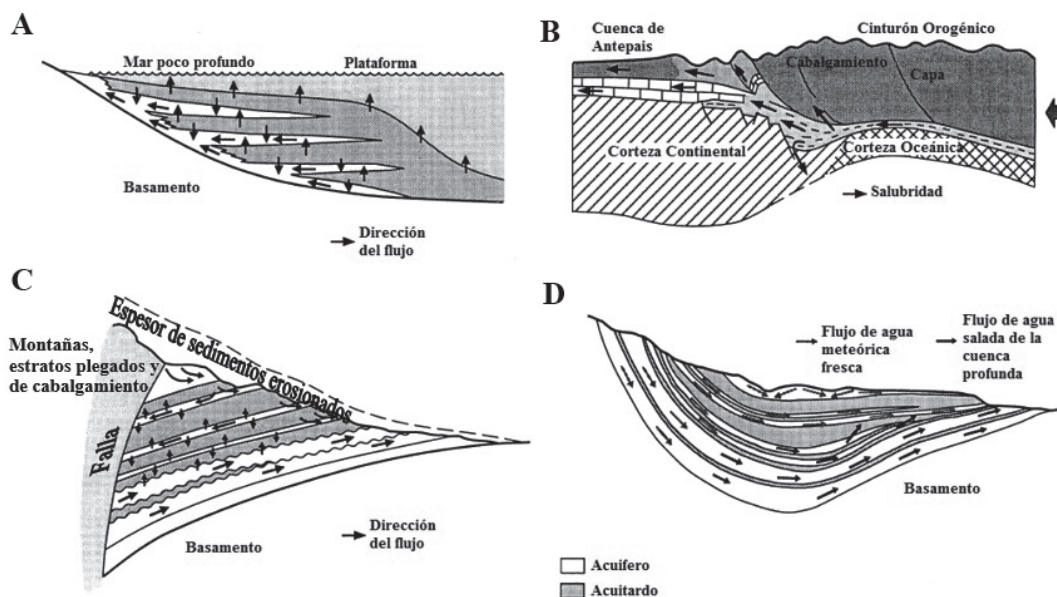 A
Mar poco profundo
Plataforma
Basamento
Dirección
del flujo
B
Cuenca de
Antepais
Cinturón Orogénico
Cabalgamiento
Capa
Corteza Continental
Corteza Oceánica
Salubridad
C
Espesor de sedimentos erosionados
Montañas,
estratos plegados y
de cabalgamiento
Falla
Basamento
Dirección
del flujo
D
Flujo de agua
meteórica
fresca
Flujo de agua
salada de la
cuenca
profunda
Basamento
Acuífero
Acuitardo